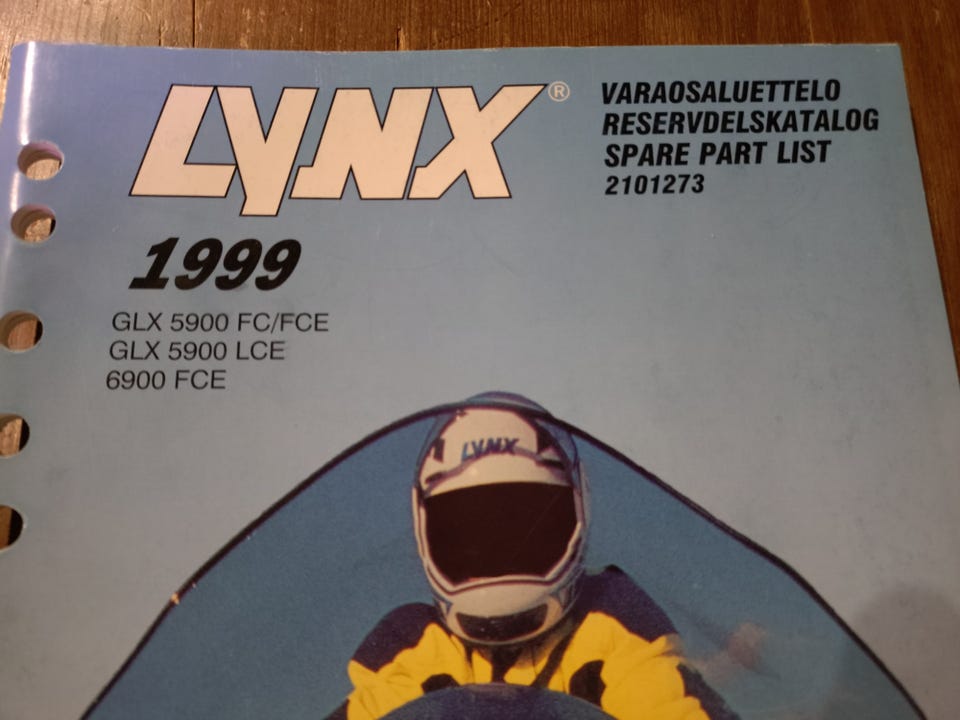 LYNX®
VARAOSALUETTELO
RESERVDELSKATALOG
SPARE PART LIST
2101273
1999
GLX 5900 FC/FCE
GLX 5900 LCE
6900 FCE
LYNX